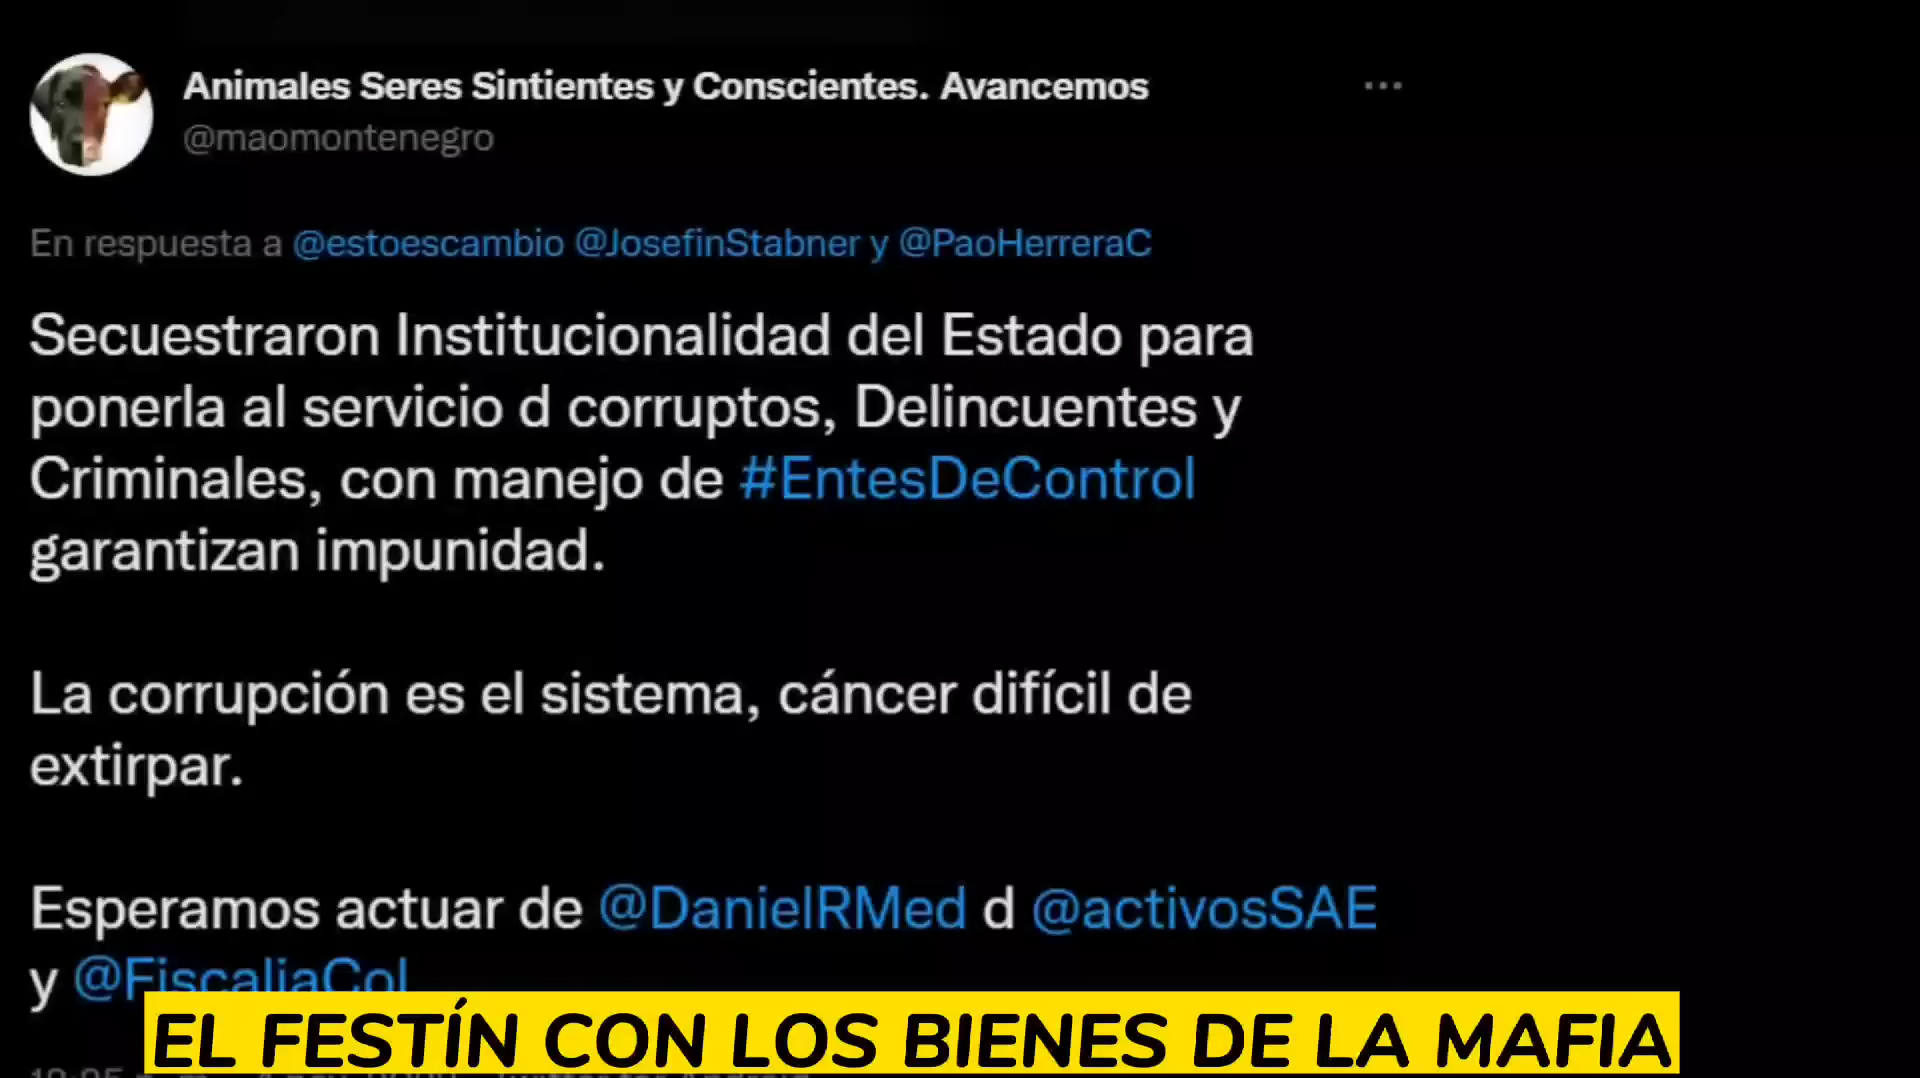 Animales Seres Sintientes y Conscientes. Avancemos
@maomontenegro
En respuesta a @estoescambio @JosefinStabner y @PaoHerreraC
Secuestraron Institucionalidad del Estado para
ponerla al servicio d corruptos, Delincuentes y
Criminales, con manejo de #EntesDeControl
garantizan impunidad.
La corrupción es el sistema, cáncer difícil de
extirpar.
Esperamos actuar de @DanielRMed d @activosSAE
y @FiscaliaCol
EL FESTÍN CON LOS BIENES DE LA MAFIA